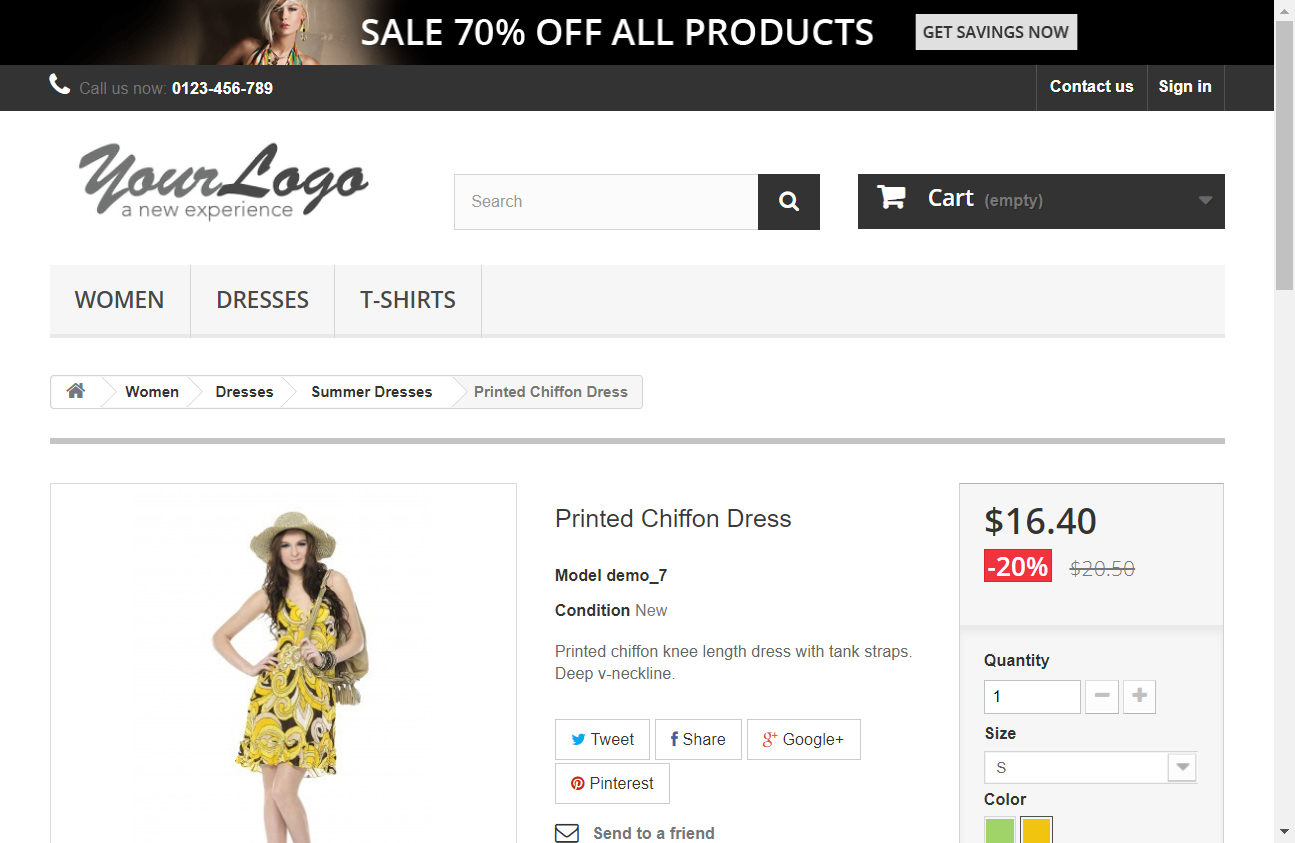 SALE 70% OFF ALL PRODUCTS GET SAVINGS NOW
Call us now: 0123-456-789 Contact us Sign in
Your Logo
a new experience
Search Cart (empty)
WOMEN DRESSES T-SHIRTS
Women Dresses Summer Dresses Printed Chiffon Dress
Printed Chiffon Dress
Model demo_7
Condition New
Printed chiffon knee length dress with tank straps.
Deep v-neckline.
Tweet Share Google+
Pinterest
Send to a friend
$16.40
-20% $20.50
Quantity
1
Size
S
Color